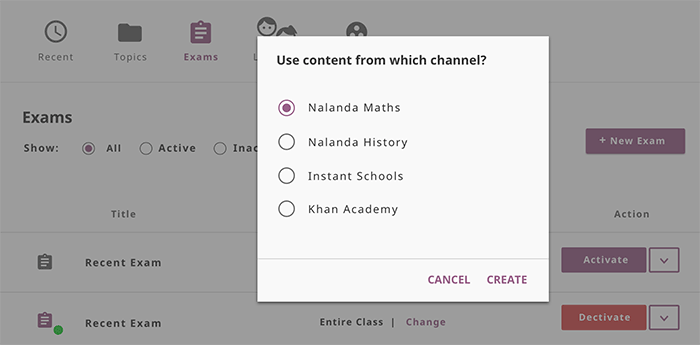 Recent Topics Exams L
Use content from which channel?
Nalanda Maths
Nalanda History
Instant Schools
Khan Academy
CANCEL CREATE
Exams
Show: All Active Inac
+ New Exam
Title Action
Recent Exam Activate
Recent Exam Entire Class | Change Dectivate